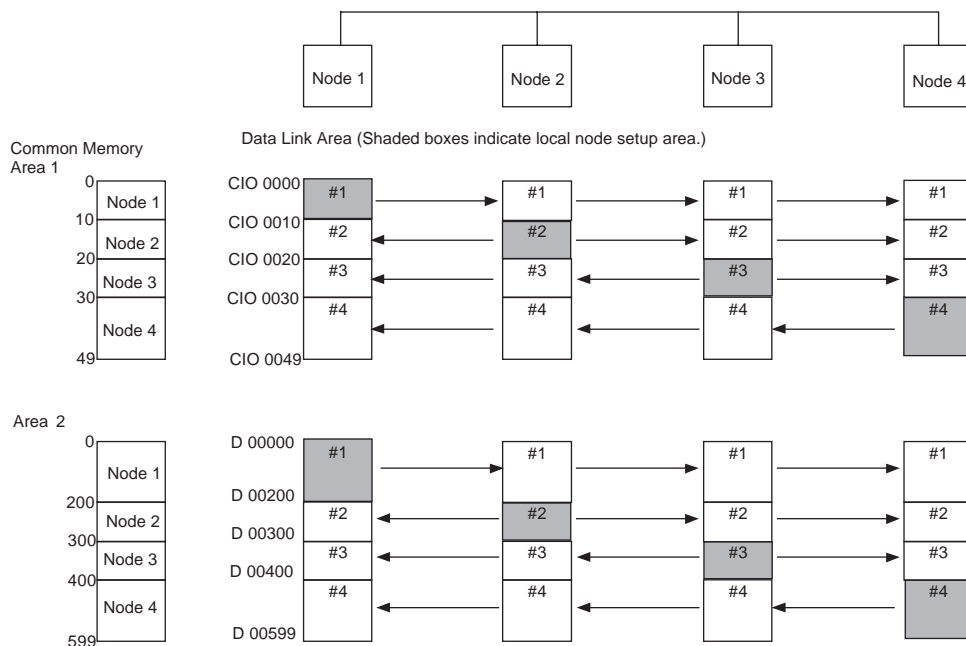 Node 1 Node 2 Node 3 Node 4
Data Link Area (Shaded boxes indicate local node setup area.)
Common Memory
Area 1
0 Node 1 CIO 0000 #1 #1 #1 #1
10 Node 2 CIO 0010 #2 #2 #2 #2
20 Node 3 CIO 0020 #3 #3 #3 #3
30 Node 4 CIO 0030 #4 #4 #4 #4
49 CIO 0049
Area 2
0 Node 1 D 00000 #1 #1 #1 #1
200 Node 2 D 00200 #2 #2 #2 #2
300 Node 3 D 00300 #3 #3 #3 #3
400 Node 4 D 00400 #4 #4 #4 #4
599 D 00599